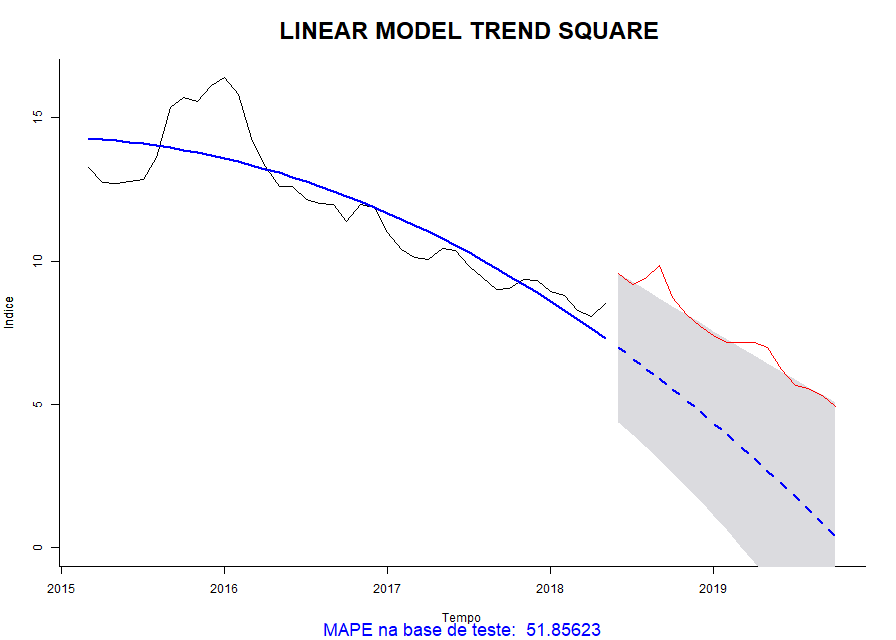 LINEAR MODEL TREND SQUARE
15
10
5
0
Indice
2015 2016 2017 2018 2019
Tempo
MAPE na base de teste: 51.85623